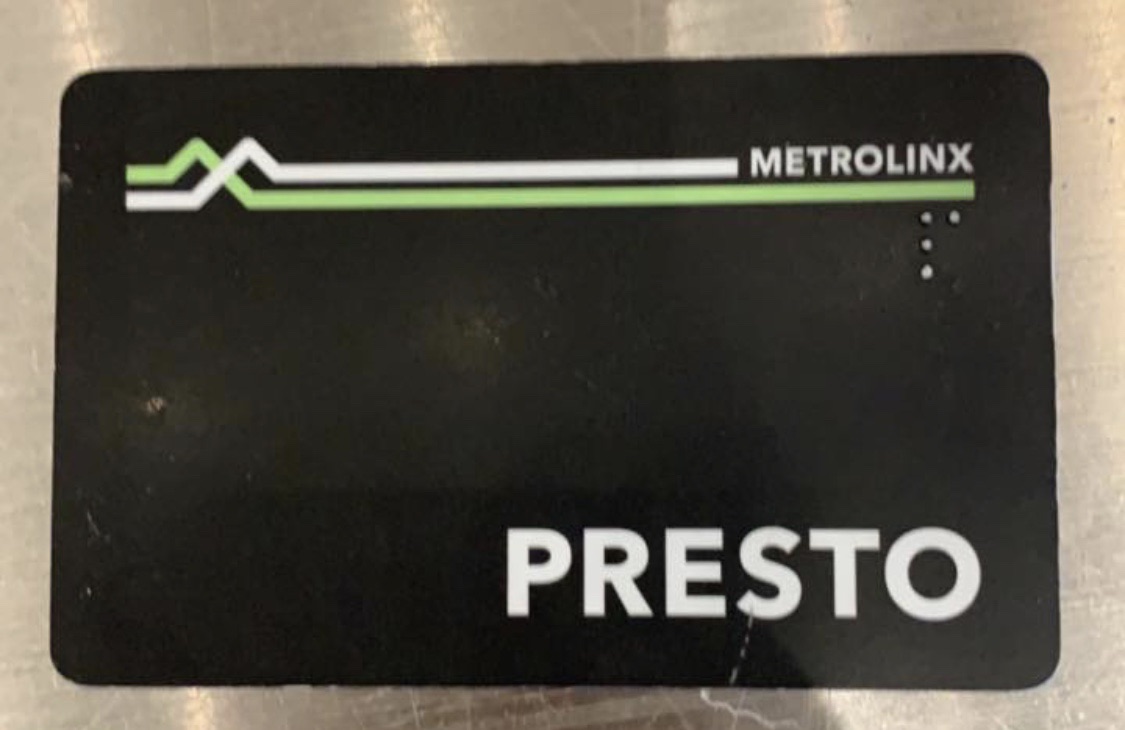 METROLINX
⠏
PRESTO